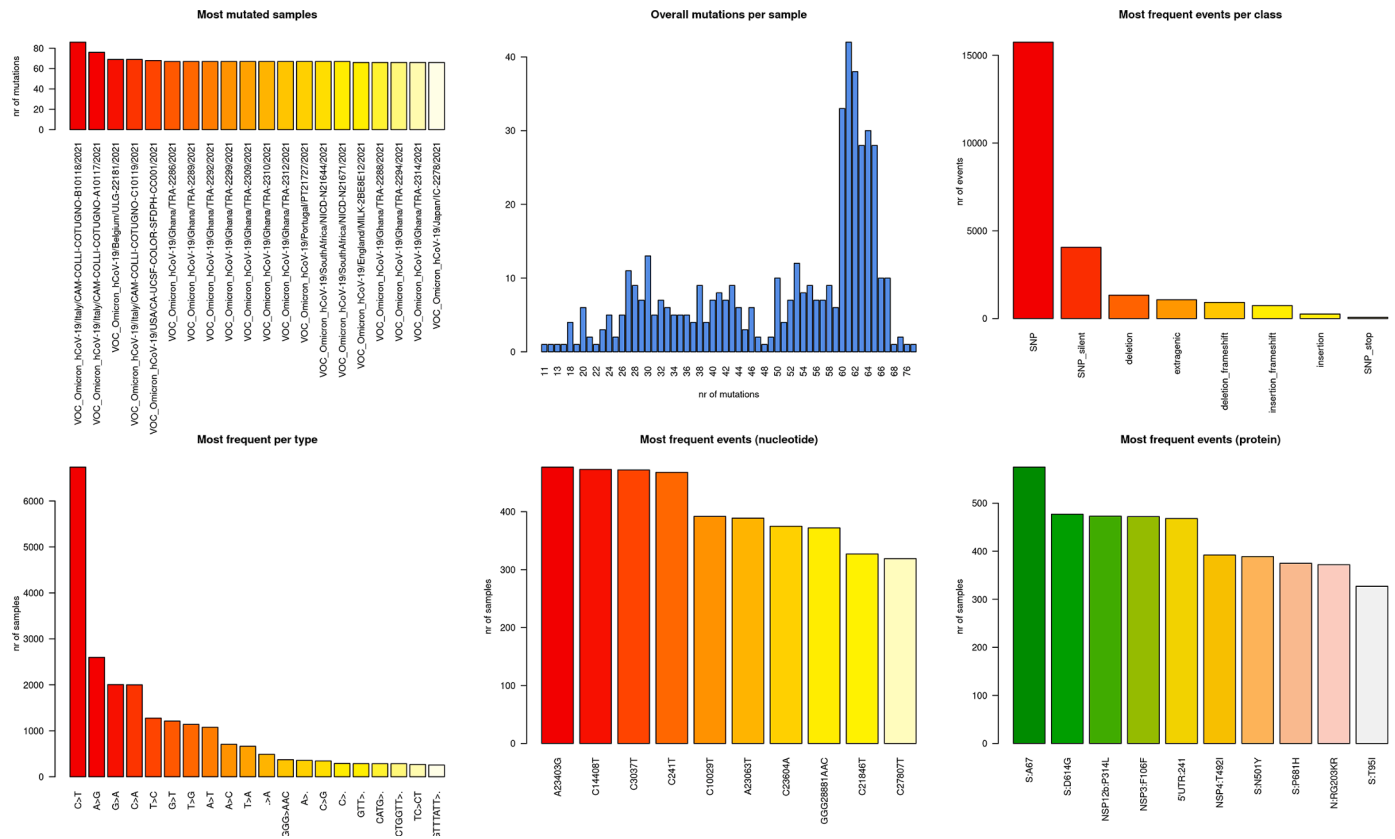 Most mutated samples
nr of mutations
0
20
40
60
80
VOC_Omicron_hCoV-19/Italy/CAM-COLLI-COTUGNO-B10118/2021
VOC_Omicron_hCoV-19/Italy/CAM-COLLI-COTUGNO-A10117/2021
VOC_Omicron_hCoV-19/Belgium/ULG-22181/2021
VOC_Omicron_hCoV-19/Italy/CAM-COLLI-COTUGNO-C10119/2021
VOC_Omicron_hCoV-19/USA/CA-UCSF-COLOR-SFDPH-CC001/2021
VOC_Omicron_hCoV-19/Ghana/TRA-2286/2021
VOC_Omicron_hCoV-19/Ghana/TRA-2289/2021
VOC_Omicron_hCoV-19/Ghana/TRA-2292/2021
VOC_Omicron_hCoV-19/Ghana/TRA-2299/2021
VOC_Omicron_hCoV-19/Ghana/TRA-2309/2021
VOC_Omicron_hCoV-19/Ghana/TRA-2310/2021
VOC_Omicron_hCoV-19/Ghana/TRA-2312/2021
VOC_Omicron_hCoV-19/Portugal/PT21727/2021
VOC_Omicron_hCoV-19/SouthAfrica/NICD-N21644/2021
VOC_Omicron_hCoV-19/SouthAfrica/NICD-N21671/2021
VOC_Omicron_hCoV-19/England/MILK-2BE8E12/2021
VOC_Omicron_hCoV-19/Ghana/TRA-2288/2021
VOC_Omicron_hCoV-19/Ghana/TRA-2294/2021
VOC_Omicron_hCoV-19/Ghana/TRA-2314/2021
VOC_Omicron_hCoV-19/Japan/IC-2278/2021
Overall mutations per sample
nr of samples
0
10
20
30
40
11
13
18
20
22
24
26
28
30
32
34
36
38
40
42
44
46
48
50
52
54
56
58
60
62
64
66
68
76
nr of mutations
Most frequent events per class
nr of events
0
5000
10000
15000
SNP
SNP_silent
deletion
extragenic
deletion_frameshift
insertion_frameshift
insertion
SNP_stop
Most frequent per type
nr of samples
0
1000
2000
3000
4000
5000
6000
C>T
A>G
G>A
C>A
T>C
G>T
T>G
A>T
A>C
T>A
.>A
GGG>AAC
A>.
C>G
C>.
GTT>.
CATG>.
CTGGTT>.
TC>CT
GTTTATT>.
Most frequent events (nucleotide)
nr of samples
0
100
200
300
400
A23403G
C14408T
C3037T
C241T
C10029T
A23063T
C23604A
GGG28881AAC
C21846T
C27807T
Most frequent events (protein)
nr of samples
0
100
200
300
400
500
S:A67
S:D614G
NSP12b:P314L
NSP3:F106F
5'UTR:241
NSP4:T492I
S:N501Y
S:P681H
N:RG203KR
S:T95I